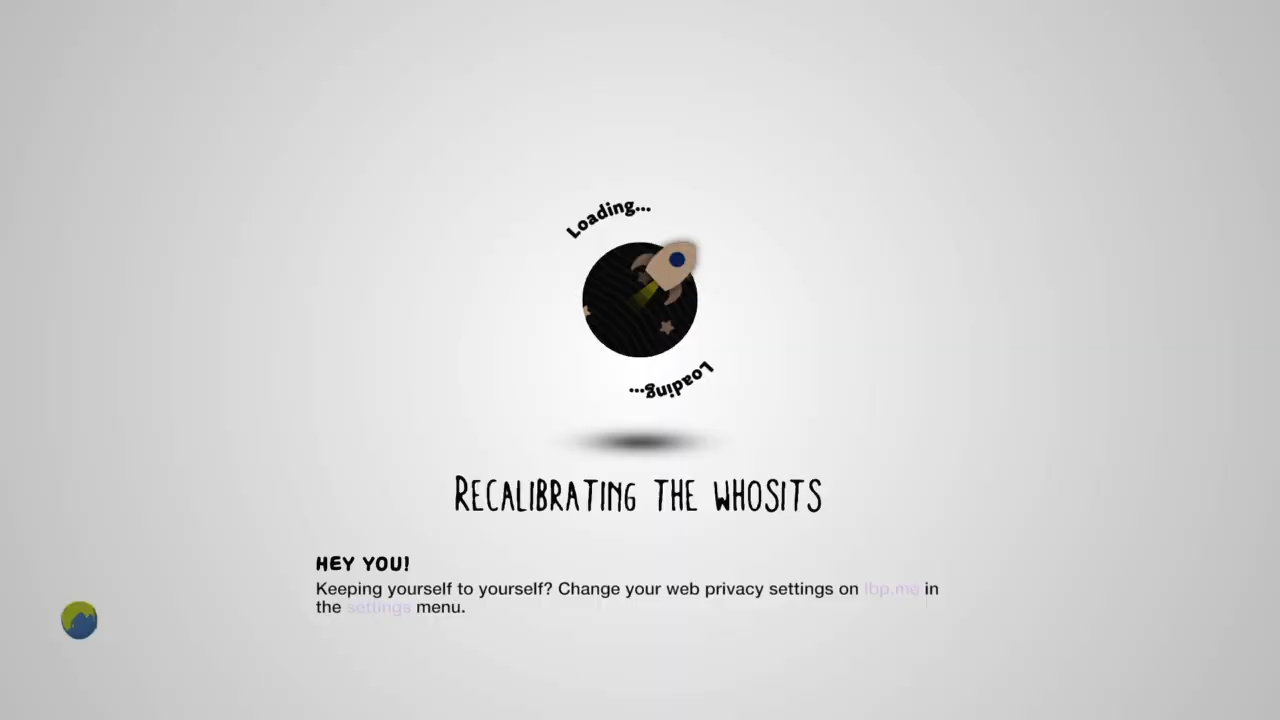 Loading...
Loading...
RECALIBRATING THE WHOSITS
HEY YOU!
Keeping yourself to yourself? Change your web privacy settings on lbp.me in
the settings menu.